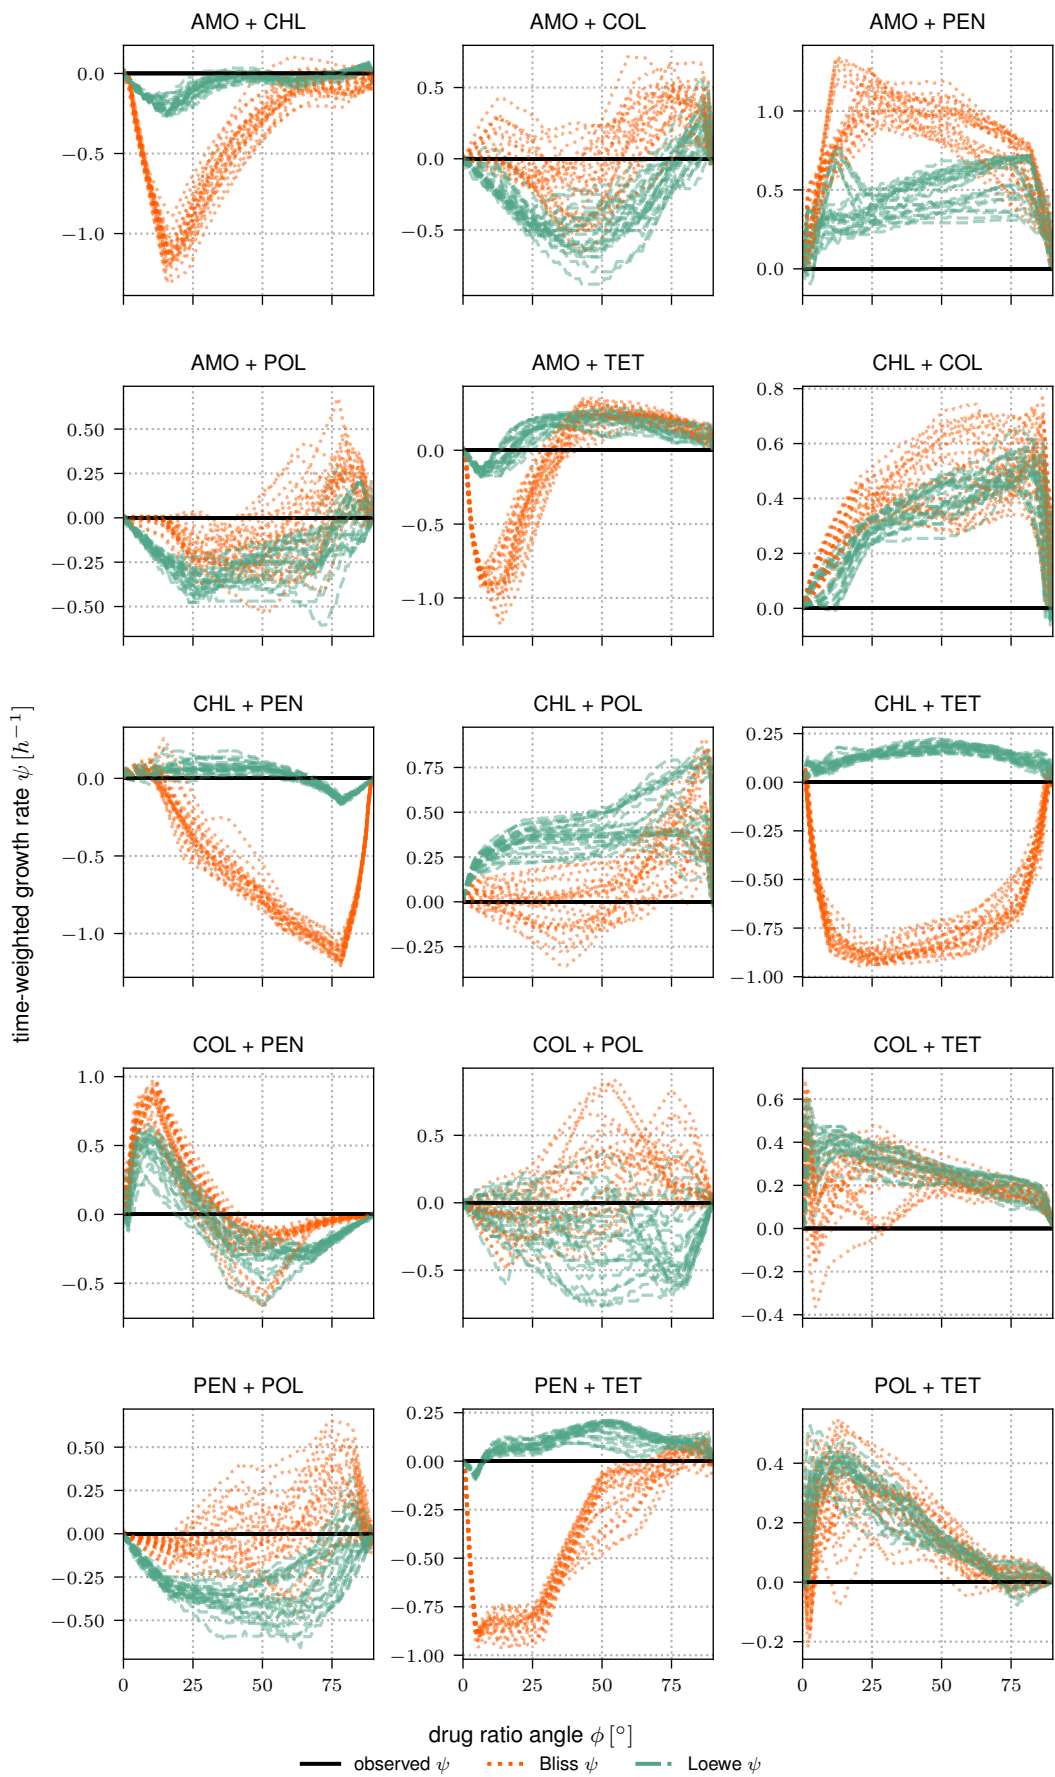 AMO + CHL
AMO + COL
AMO + PEN
0.0
−0.5
−1.0
0.5
0.0
−0.5
1.0
0.5
0.0
AMO + POL
AMO + TET
CHL + COL
0.50
0.25
0.00
−0.25
−0.50
0.0
−0.5
−1.0
0.8
0.6
0.4
0.2
0.0
CHL + PEN
CHL + POL
CHL + TET
0.0
−0.5
−1.0
0.75
0.50
0.25
0.00
−0.25
0.25
0.00
−0.25
−0.50
−0.75
−1.00
time-weighted growth rate ψ [h⁻¹]
COL + PEN
COL + POL
COL + TET
1.0
0.5
0.0
−0.5
0.5
0.0
−0.5
0.6
0.4
0.2
0.0
−0.2
−0.4
PEN + POL
PEN + TET
POL + TET
0.50
0.25
0.00
−0.25
−0.50
0.25
0.00
−0.25
−0.50
−0.75
−1.00
0.4
0.2
0.0
−0.2
0 25 50 75
0 25 50 75
0 25 50 75
drug ratio angle ϕ [°]
observed ψ
Bliss ψ
Loewe ψ